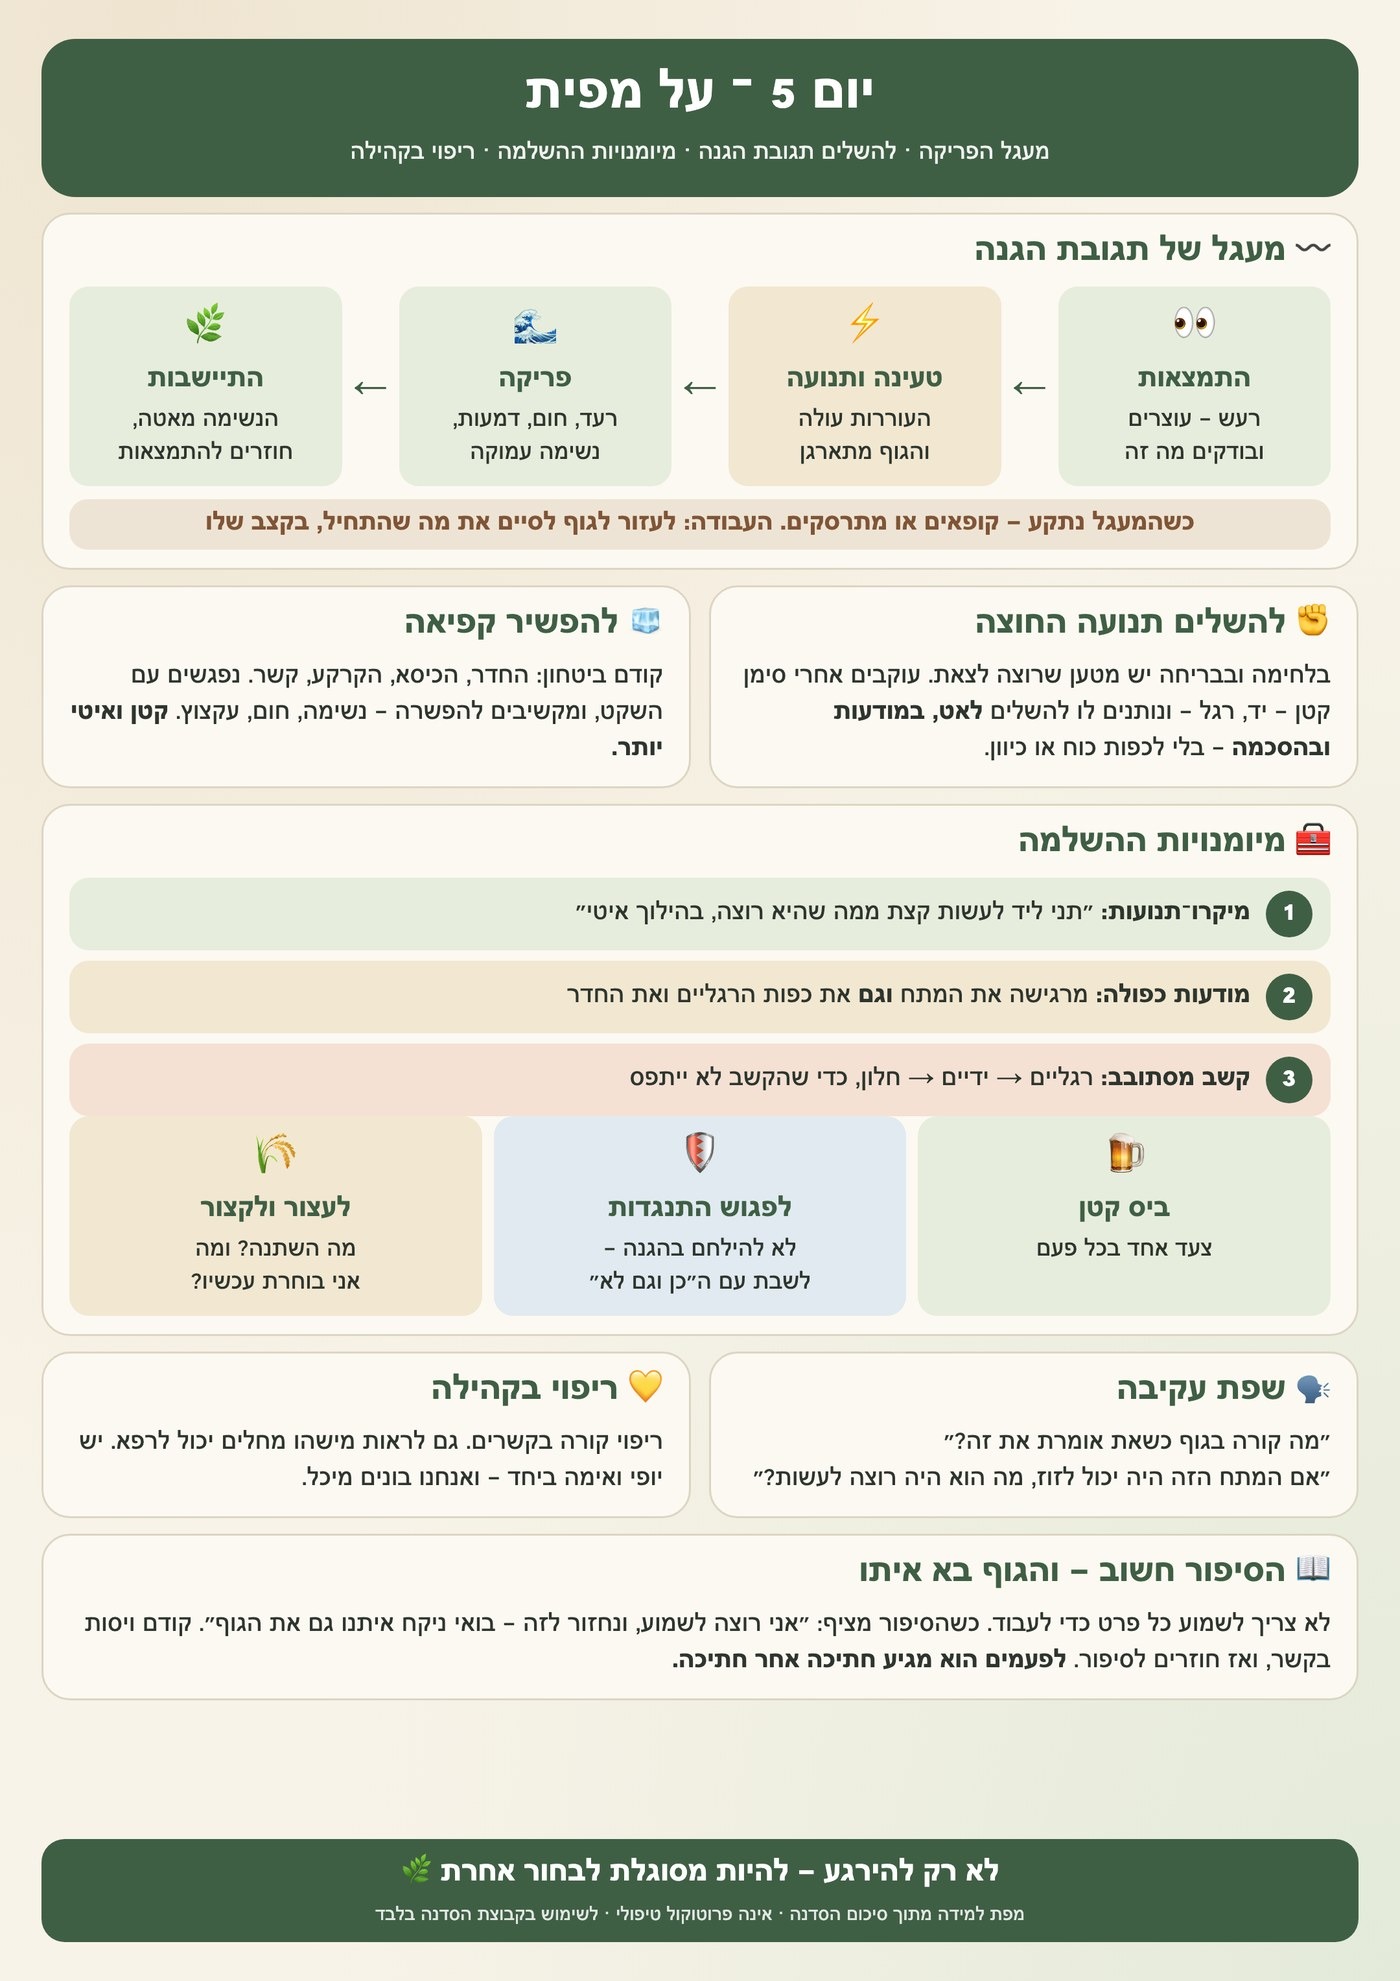 יום 5 ־ על מפית
מעגל הפריקה · להשלים תגובת הגנה · מיומנויות ההשלמה · ריפוי בקהילה
מעגל של תגובת הגנה
התמצאות
רעש – עוצרים
ובודקים מה זה
←
טעינה ותנועה
העוררות עולה
והגוף מתארגן
←
פריקה
רעד, חום, דמעות,
נשימה עמוקה
←
התיישבות
הנשימה מאטה,
חוזרים להתמצאות
כשהמעגל נתקע – קופאים או מתרסקים. העבודה: לעזור לגוף לסיים את מה שהתחיל, בקצב שלו
להשלים תנועה החוצה
בלחימה ובבריחה יש מטען שרוצה לצאת. עוקבים אחרי סימן
קטן – יד, רגל – ונותנים לו להשלים לאט, במודעות
ובהסכמה – בלי לכפות כוח או כיוון.
להפשיר קפיאה
קודם ביטחון: החדר, הכיסא, הקרקע, קשר. נפגשים עם
השקט, ומקשיבים להפשרה – נשימה, חום, עקצוץ. קטן ואיטי
יותר.
מיומנויות ההשלמה
1
מיקרו־תנועות: ״תני ליד לעשות קצת ממה שהיא רוצה, בהילוך איטי״
2
מודעות כפולה: מרגישה את המתח וגם את כפות הרגליים ואת החדר
3
קשב מסתובב: רגליים → ידיים → חלון, כדי שהקשב לא ייתפס
ביס קטן
צעד אחד בכל פעם
לפגוש התנגדות
לא להילחם בהגנה –
לשבת עם ה״כן וגם לא״
לעצור ולקצור
מה השתנה? ומה
אני בוחרת עכשיו?
שפת עקיבה
״מה קורה בגוף כשאת אומרת את זה?״
״אם המתח הזה היה יכול לזוז, מה הוא היה רוצה לעשות?״
ריפוי בקהילה
ריפוי קורה בקשרים. גם לראות מישהו מחלים יכול לרפא. יש
יופי ואימה ביחד – ואנחנו בונים מיכל.
הסיפור חשוב – והגוף בא איתו
לא צריך לשמוע כל פרט כדי לעבוד. כשהסיפור מציף: ״אני רוצה לשמוע, ונחזור לזה – בואי ניקח איתנו גם את הגוף״. קודם ויסות
בקשר, ואז חוזרים לסיפור. לפעמים הוא מגיע חתיכה אחר חתיכה.
לא רק להירגע – להיות מסוגלת לבחור אחרת
מפת למידה מתוך סיכום הסדנה · אינה פרוטוקול טיפולי · לשימוש בקבוצת הסדנה בלבד